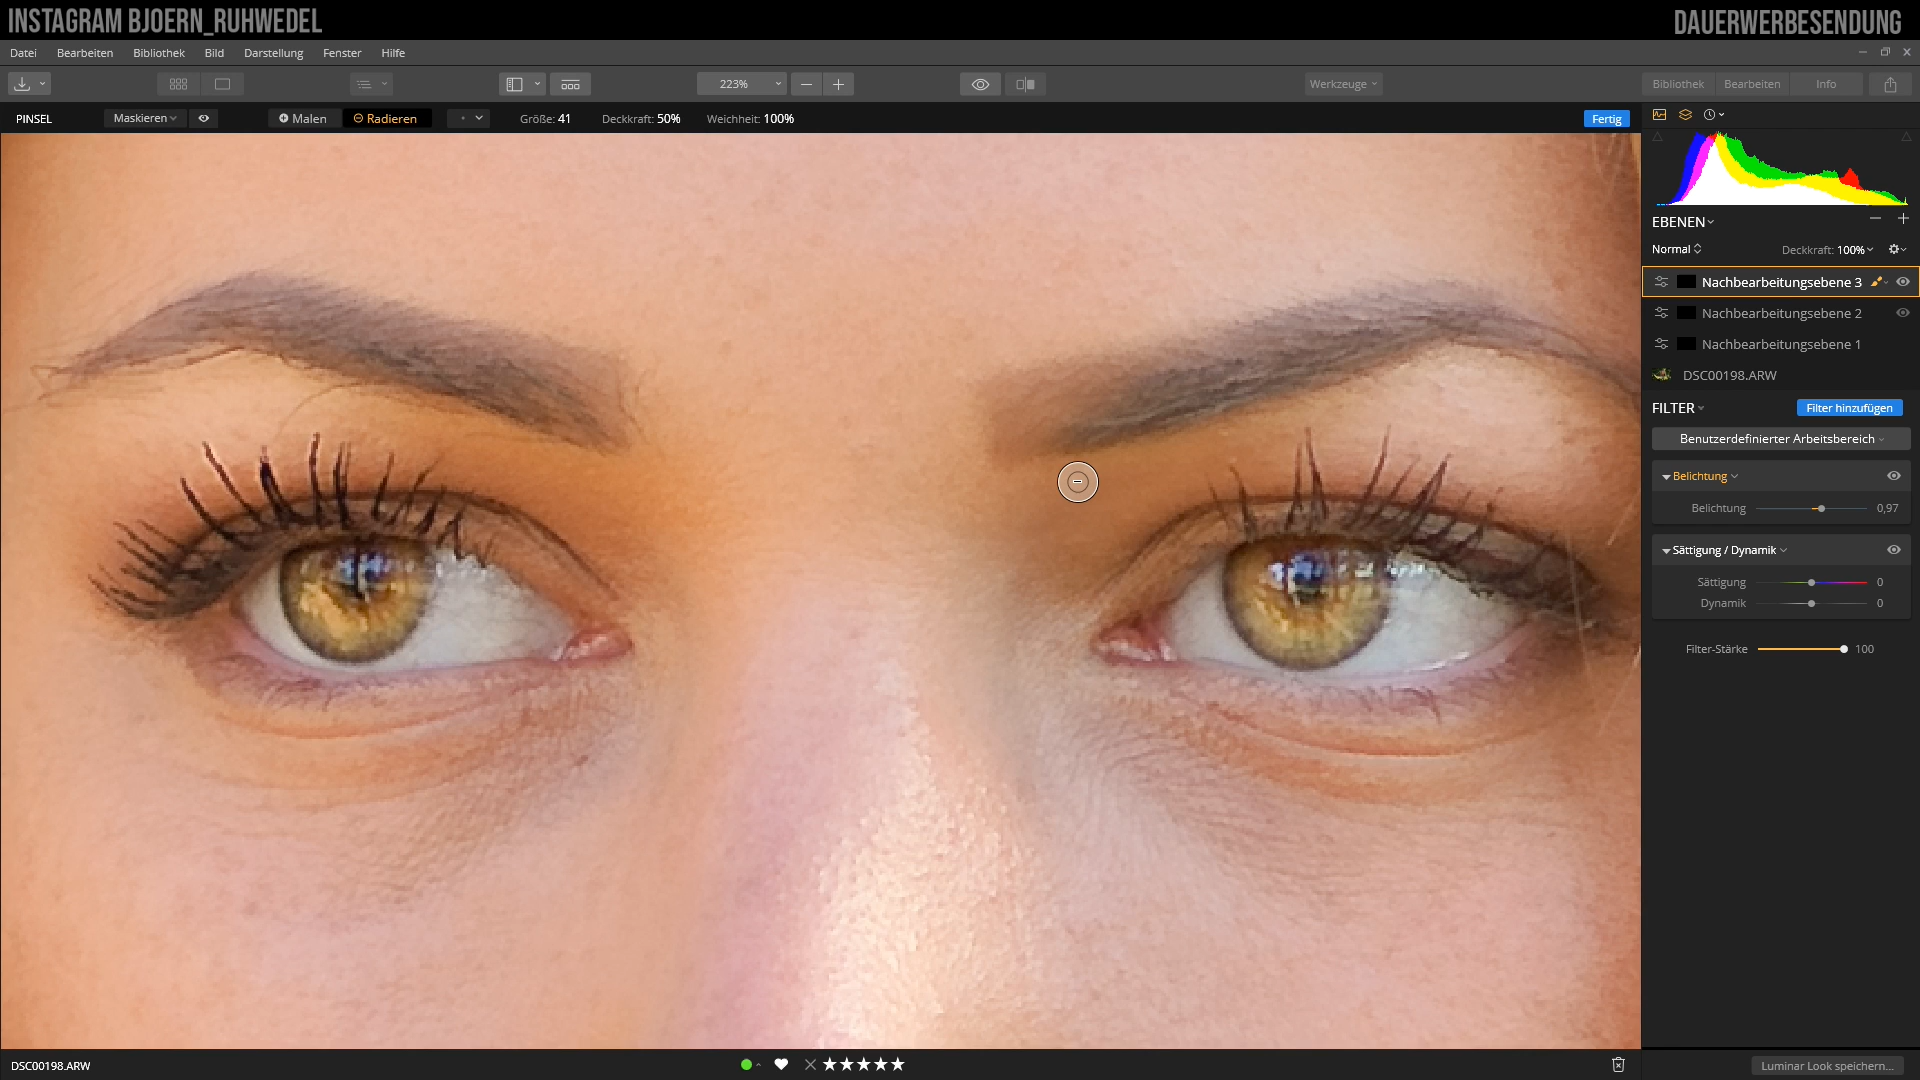 INSTAGRAM BJOERN_RUHWEDEL
DAUERWERBESENDUNG
Datei Bearbeiten Bibliothek Bild Darstellung Fenster Hilfe
223%
Werkzeuge
Bibliothek Bearbeiten Info
PINSEL Maskieren Malen Radieren Größe: 41 Deckkraft: 50% Weichheit: 100% Fertig
EBENEN
Normal Deckkraft: 100%
Nachbearbeitungsebene 3
Nachbearbeitungsebene 2
Nachbearbeitungsebene 1
DSC00198.ARW
FILTER Filter hinzufügen
Benutzerdefinierter Arbeitsbereich
Belichtung
Belichtung 0,97
Sättigung / Dynamik
Sättigung 0
Dynamik 0
Filter-Stärke 100
DSC00198.ARW
Luminar Look speichern...